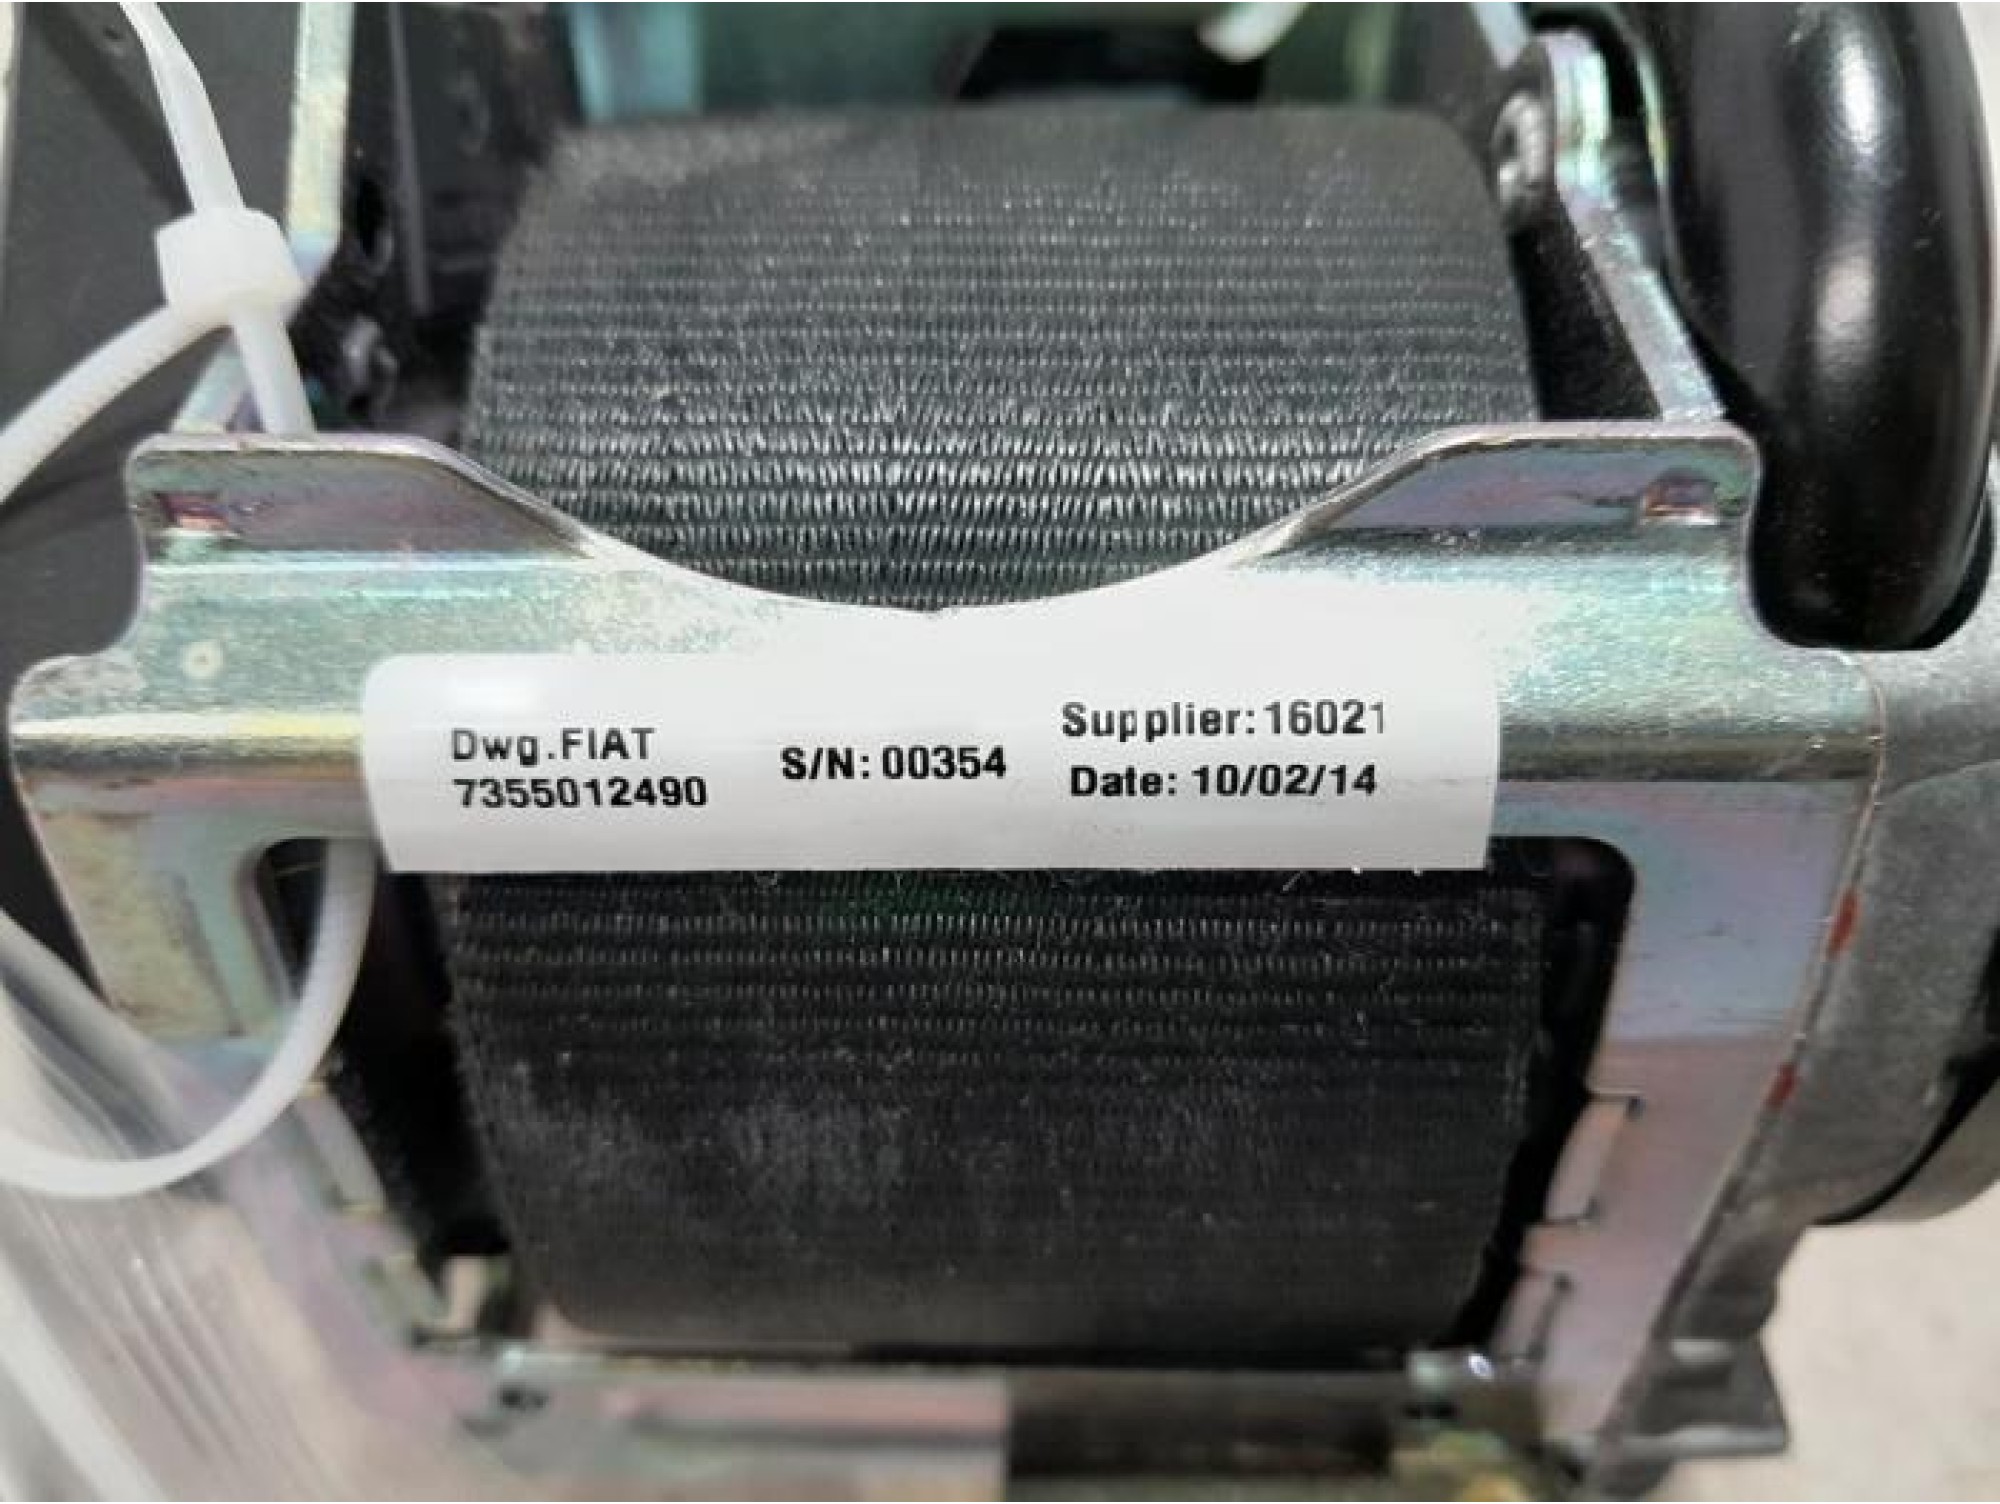 Dwg.FIAT
7355012490
S/N: 00354
Supplier: 16021
Date: 10/02/14